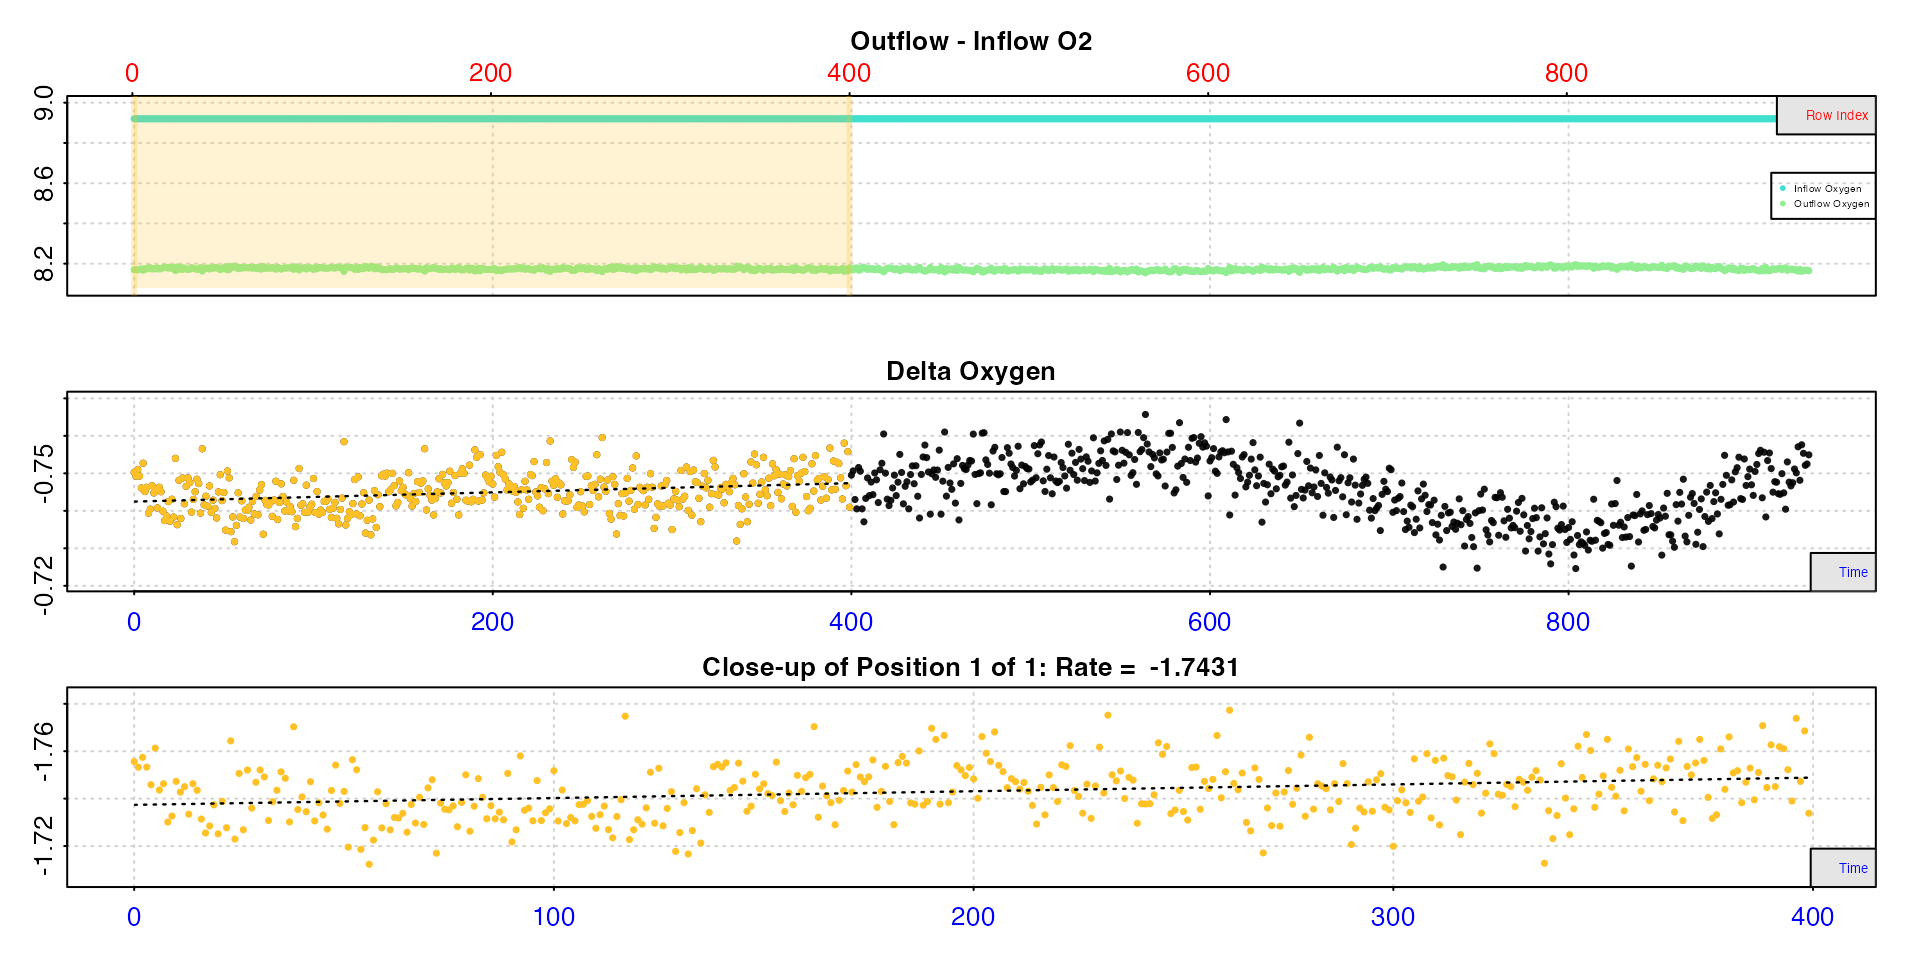 Outflow - Inflow O2
0 200 400 600 800
9.0
8.6
8.2
Row Index
Inflow Oxygen
Outflow Oxygen
Delta Oxygen
-0.75
-0.72
Time
0 200 400 600 800
Close-up of Position 1 of 1: Rate = -1.7431
-1.76
-1.72
Time
0 100 200 300 400